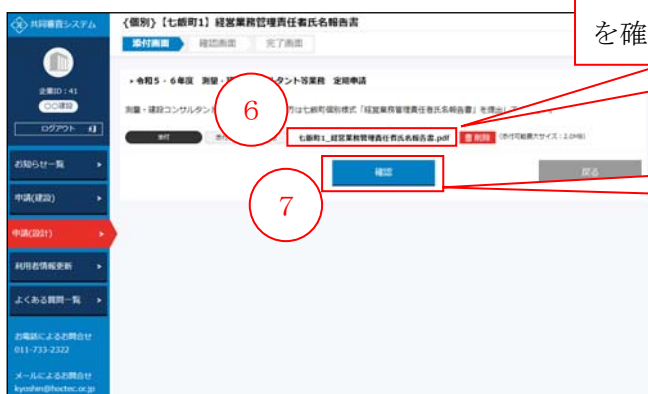 共同審査システム
{個別}【七飯町1】経営業務管理責任者氏名報告書
添付画面
確認画面
完了画面
を確
企業ID:41
〇〇建設
ログアウト
お知らせ一覧
申請(建設)
申請(設計)
利用者情報更新
よくある質問一覧
お電話によるお問合せ
011-733-2322
メールによるお問合せ
kyoshin@hoctec.or.jp
令和5・6年度 測量・建
ルタント等業務 定期申請
測量・建設コンサルタン
方は七飯町個別様式「経営業務管理責任者氏名報告書」を提出し
6
添付
七飯町1_経営業務管理責任者氏名報告書.pdf
削除
(添付可能最大サイズ:2.0MB)
確認
戻る
7